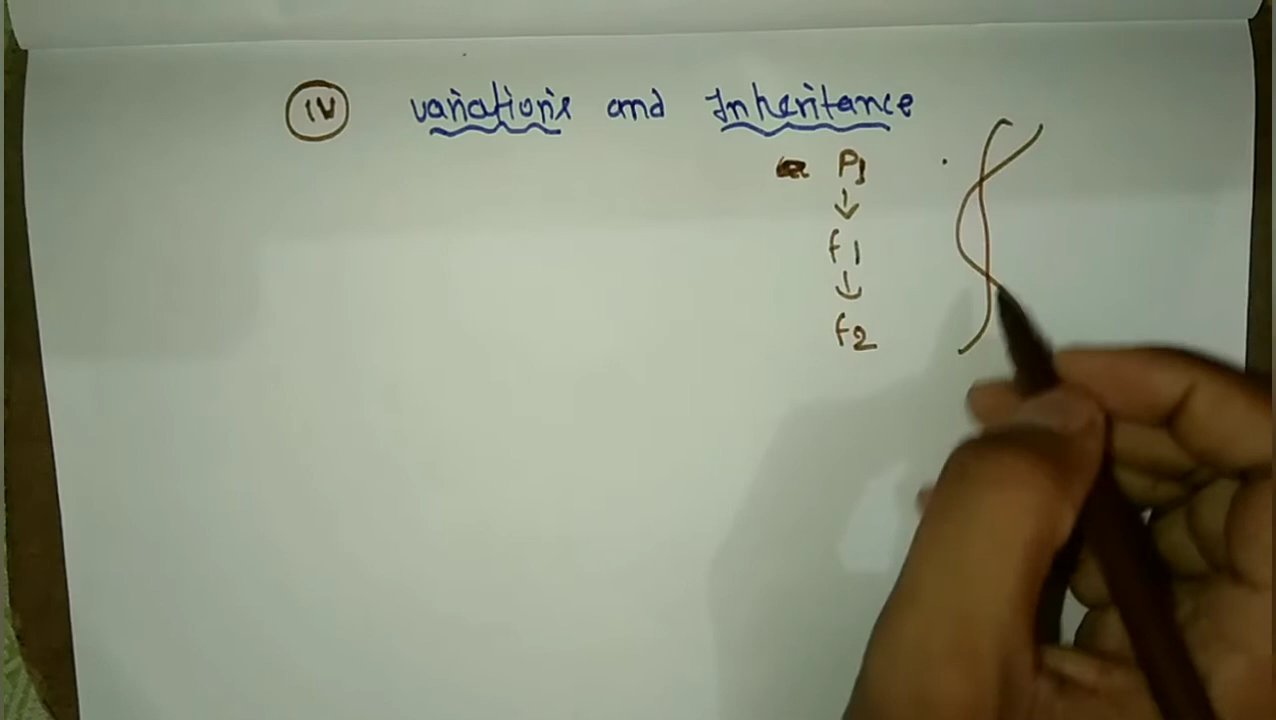 IV variations and Inheritance
P1
↓
f1
↓
f2